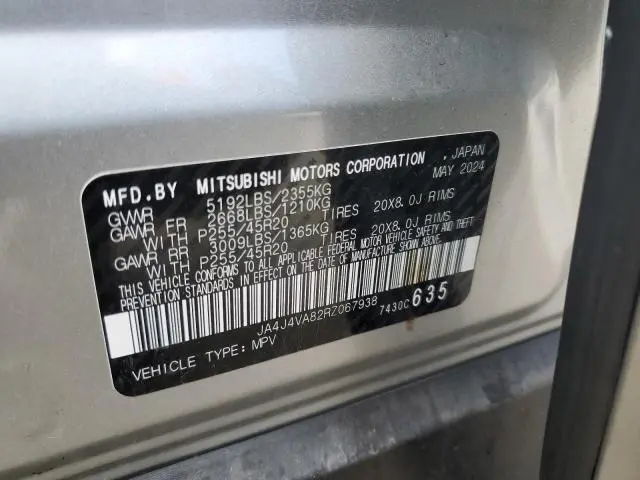 MFD.BY MITSUBISHI MOTORS CORPORATION , JAPAN
MAY 2024
GVWR 5192LBS/2355KG
GAWR FR 2668LBS/1210KG
WITH P255/45R20 TIRES 20X8.0J RIMS
GAWR RR 3009LBS/1365KG
WITH P255/45R20 TIRES 20X8.0J RIMS
THIS VEHICLE CONFORMS TO ALL APPLICABLE FEDERAL MOTOR VEHICLE SAFETY AND THEFT
PREVENTION STANDARDS IN EFFECT ON THE DATE OF MANUFACTURE SHOWN ABOVE.
JA4J4VA82RZ067938 7430C 635
VEHICLE TYPE: MPV